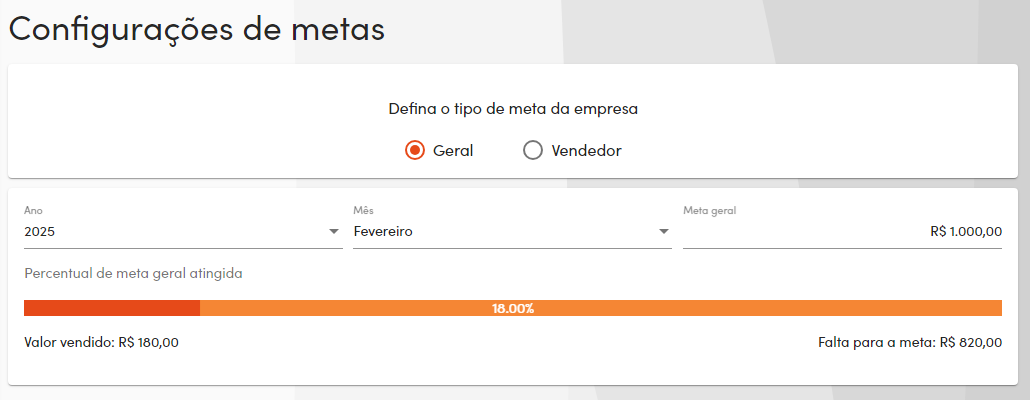 Configurações de metas
Defina o tipo de meta da empresa
Geral Vendedor
Ano Mês Meta geral
2025 Fevereiro R$ 1.000,00
Percentual de meta geral atingida
18.00%
Valor vendido: R$ 180,00 Falta para a meta: R$ 820,00